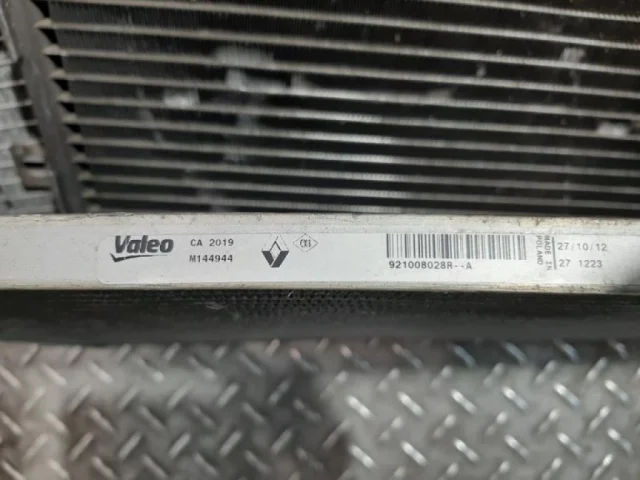 Valeo
CA 2019
M144944
921008028R--A
MADE IN
POLAND
27/10/12
27 1223